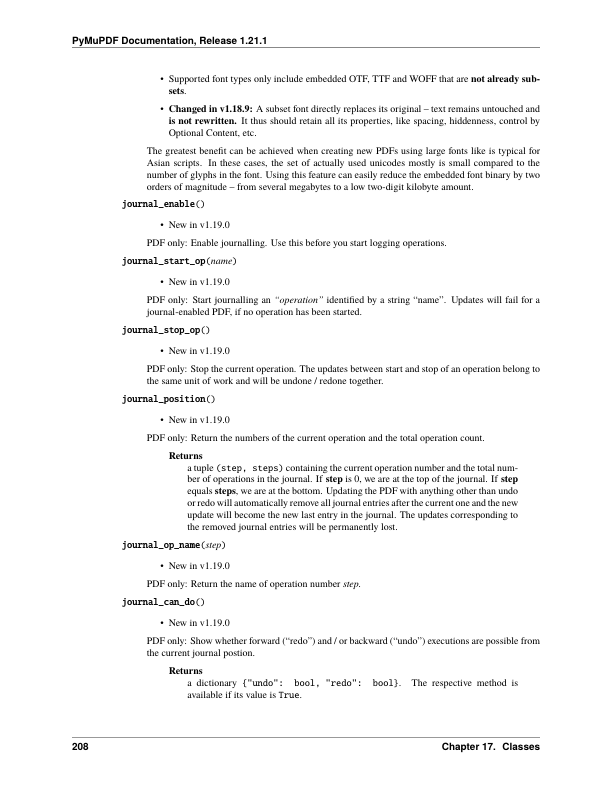 PyMuPDF Documentation, Release 1.21.1
• Supported font types only include embedded OTF, TTF and WOFF that are not already sub-
sets.
• Changed in v1.18.9: A subset font directly replaces its original – text remains untouched and
is not rewritten. It thus should retain all its properties, like spacing, hiddenness, control by
Optional Content, etc.
The greatest benefit can be achieved when creating new PDFs using large fonts like is typical for
Asian scripts. In these cases, the set of actually used unicodes mostly is small compared to the
number of glyphs in the font. Using this feature can easily reduce the embedded font binary by two
orders of magnitude – from several megabytes to a low two-digit kilobyte amount.
journal_enable()
• New in v1.19.0
PDF only: Enable journalling. Use this before you start logging operations.
journal_start_op(name)
• New in v1.19.0
PDF only: Start journalling an “operation” identified by a string “name”. Updates will fail for a
journal-enabled PDF, if no operation has been started.
journal_stop_op()
• New in v1.19.0
PDF only: Stop the current operation. The updates between start and stop of an operation belong to
the same unit of work and will be undone / redone together.
journal_position()
• New in v1.19.0
PDF only: Return the numbers of the current operation and the total operation count.
Returns
a tuple (step, steps) containing the current operation number and the total num-
ber of operations in the journal. If step is 0, we are at the top of the journal. If step
equals steps, we are at the bottom. Updating the PDF with anything other than undo
or redo will automatically remove all journal entries after the current one and the new
update will become the new last entry in the journal. The updates corresponding to
the removed journal entries will be permanently lost.
journal_op_name(step)
• New in v1.19.0
PDF only: Return the name of operation number step.
journal_can_do()
• New in v1.19.0
PDF only: Show whether forward (“redo”) and / or backward (“undo”) executions are possible from
the current journal postion.
Returns
a dictionary {"undo": bool, "redo": bool}. The respective method is
available if its value is True.
208
Chapter 17. Classes